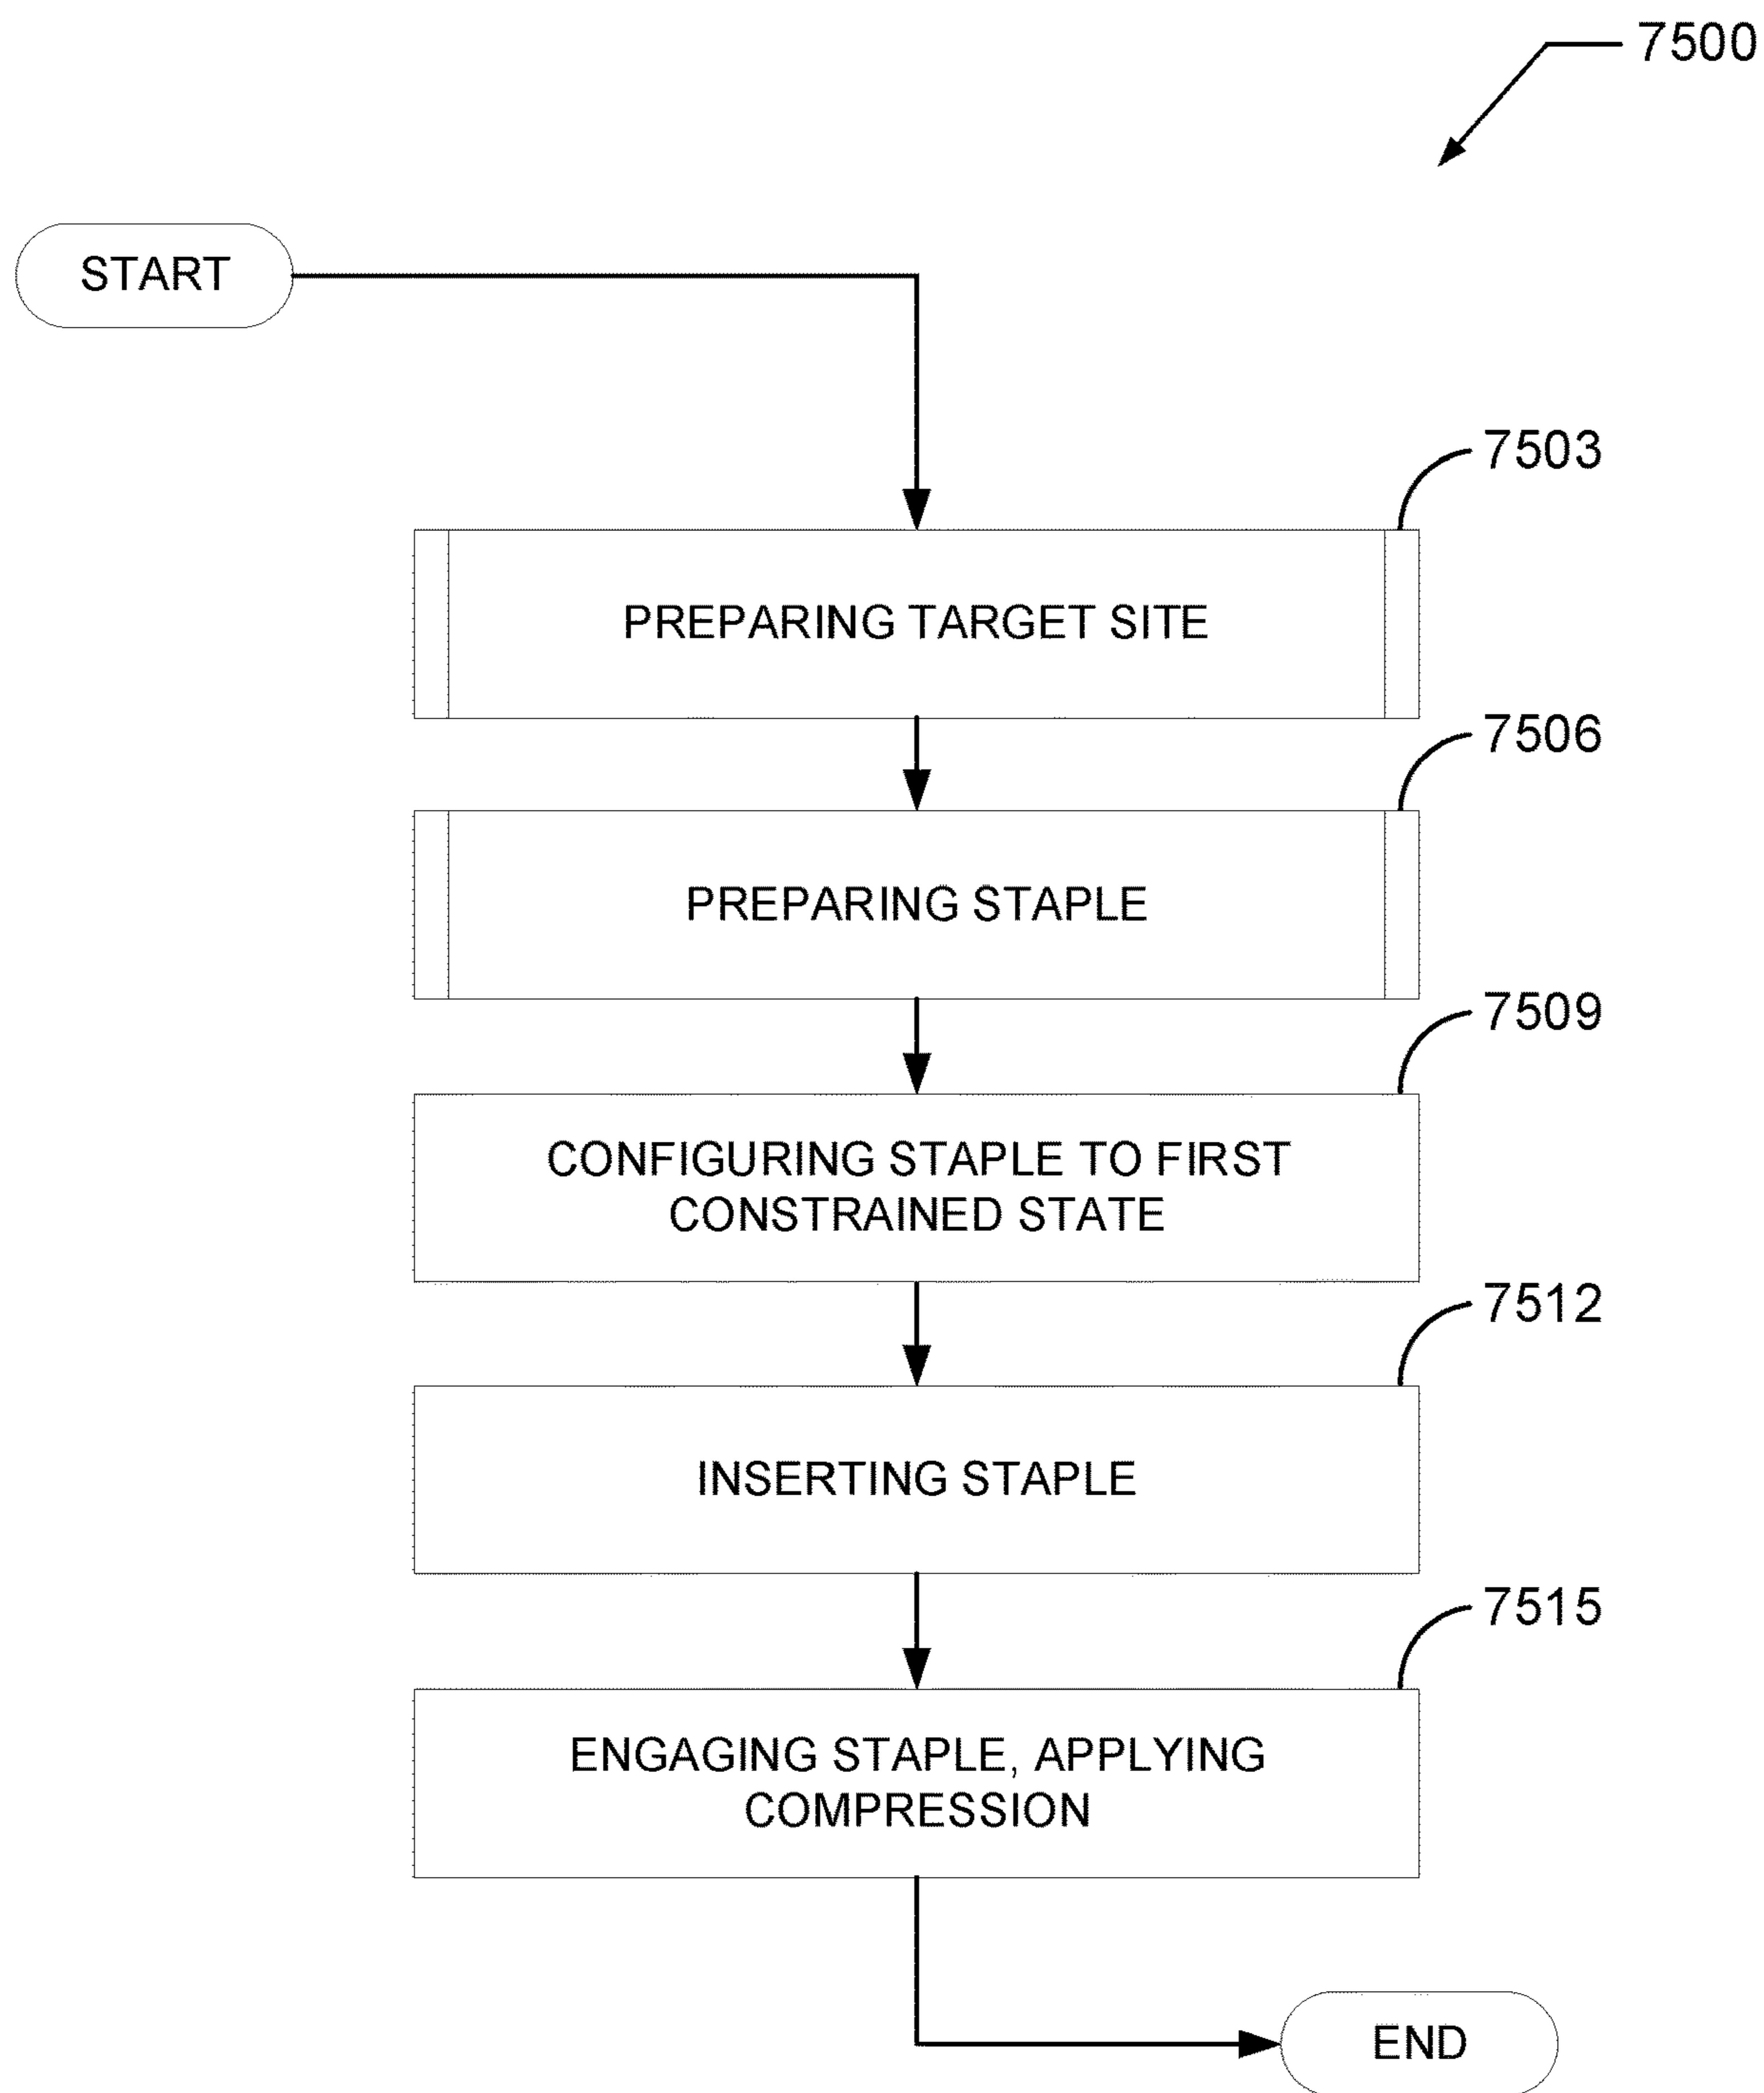 7500
START
7503
PREPARING TARGET SITE
7506
PREPARING STAPLE
7509
CONFIGURING STAPLE TO FIRST
CONSTRAINED STATE
7512
INSERTING STAPLE
7515
ENGAGING STAPLE, APPLYING
COMPRESSION
END